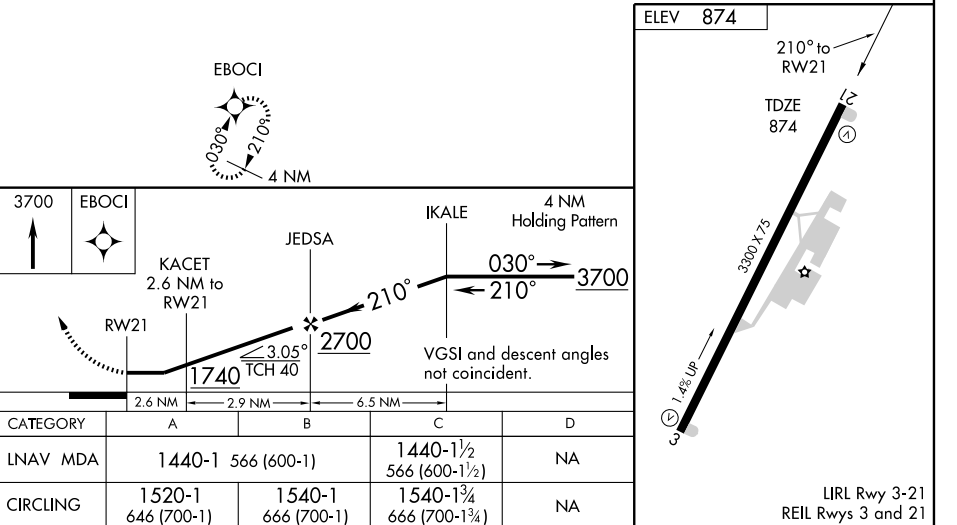 ELEV 874
210° to
RW21
21
TDZE
874
V
3300 X 75
1.4% UP
V
3
LIRL Rwy 3-21
REIL Rwys 3 and 21
EBOCI
030°
210°
4 NM
3700
EBOCI
4 NM
Holding Pattern
IKALE
JEDSA
KACET
2.6 NM to
RW21
RW21
030°
210°
3700
210°
2700
3.05°
TCH 40
1740
VGSI and descent angles
not coincident.
2.6 NM 2.9 NM 6.5 NM
CATEGORY A B C D
LNAV MDA 1440-1 566 (600-1) 1440-1½ 566 (600-1½) NA
CIRCLING 1520-1 646 (700-1) 1540-1 666 (700-1) 1540-1¾ 666 (700-1¾) NA